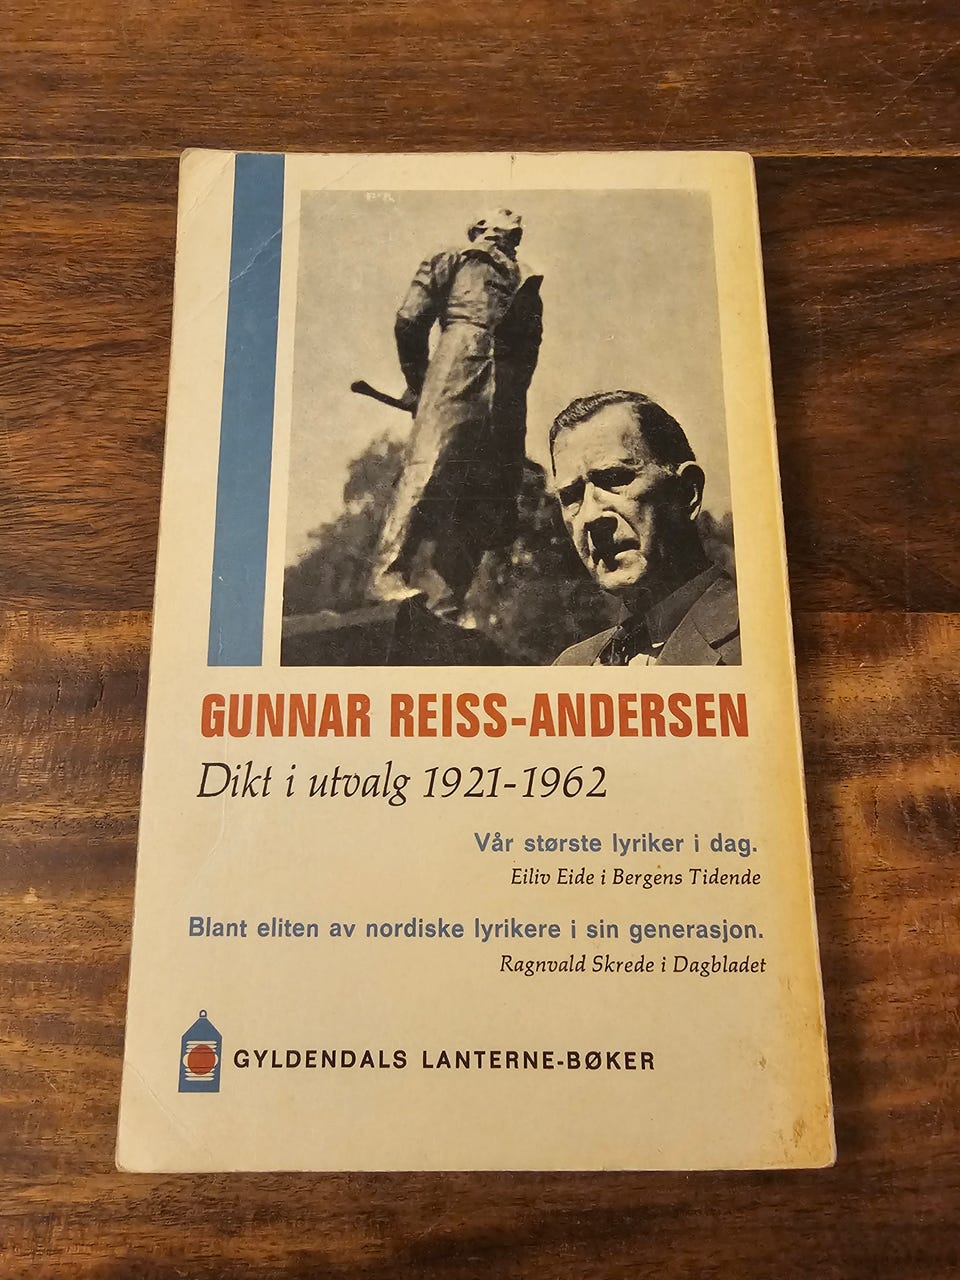 GUNNAR REISS-ANDERSEN
Dikt i utvalg 1921-1962
Vår største lyriker i dag.
Eiliv Eide i Bergens Tidende
Blant eliten av nordiske lyrikere i sin generasjon.
Ragnvald Skrede i Dagbladet
GYLDENDALS LANTERNE-BØKER